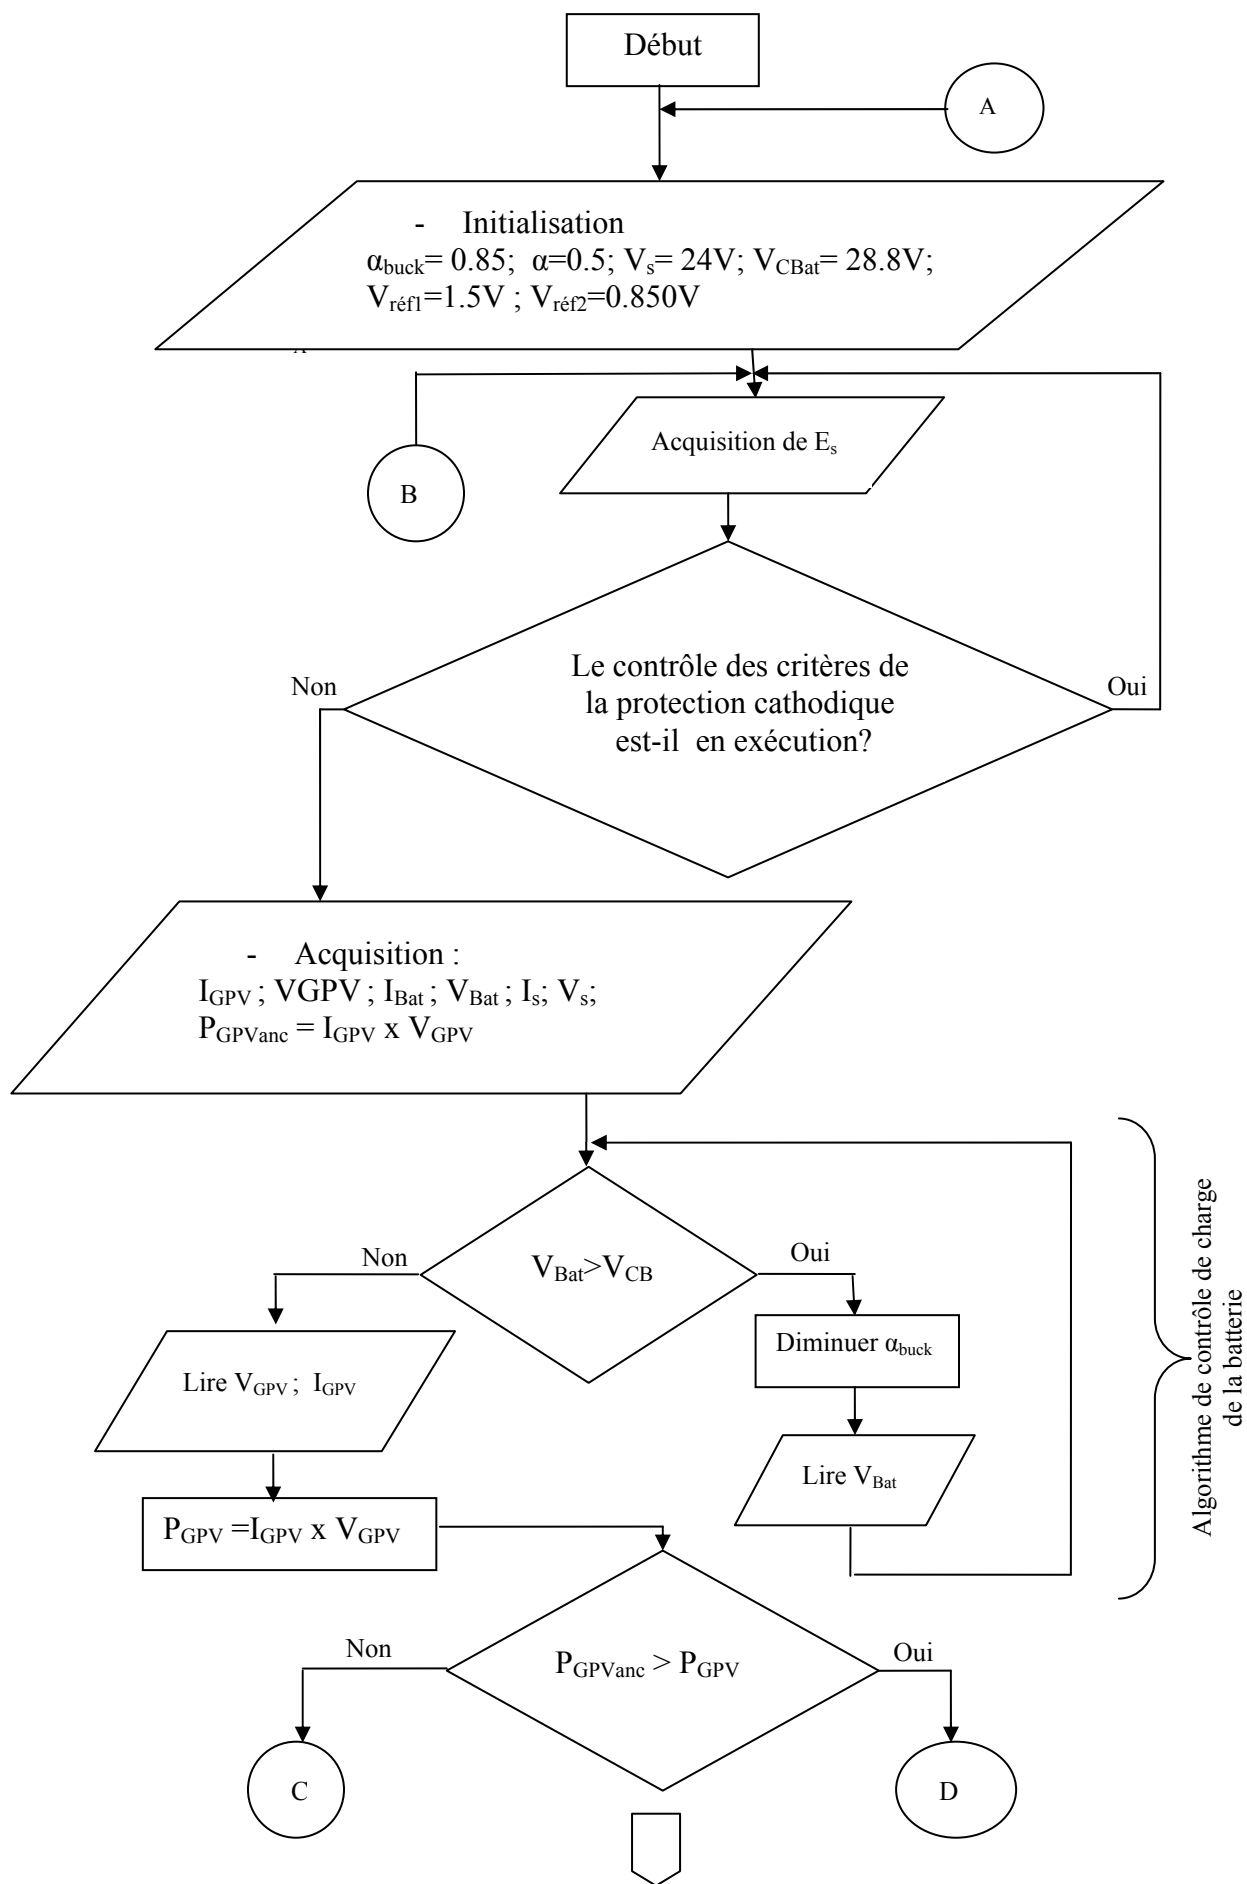 Début
A
- Initialisation
αbuck= 0.85; α=0.5; Vs= 24V; VCBat= 28.8V;
Vréf1=1.5V ; Vréf2=0.850V
Acquisition de Es
B
Le contrôle des critères de
la protection cathodique
est-il en exécution?
Non
Oui
- Acquisition :
IGPV ; VGPV ; IBat ; VBat ; Is; Vs;
PGPVanc = IGPV x VGPV
VBat>VCB
Non
Oui
Diminuer αbuck
Lire VGPV ; IGPV
Lire VBat
PGPV =IGPV x VGPV
Algorithme de contrôle de charge
de la batterie
PGPVanc > PGPV
Non
Oui
C
D